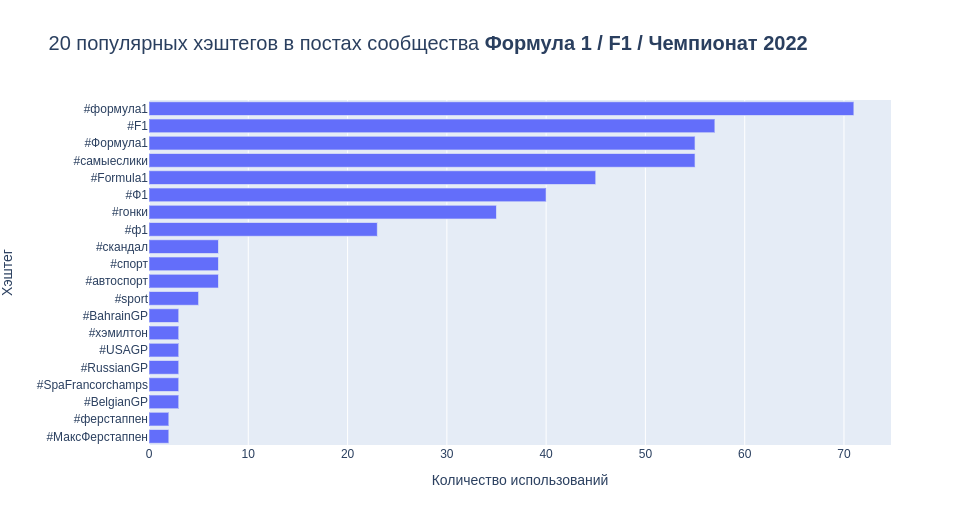 20 популярных хэштегов в постах сообщества Формула 1 / F1 / Чемпионат 2022
Хэштег
#формула1
#F1
#Формула1
#самыеслики
#Formula1
#Ф1
#гонки
#ф1
#скандал
#спорт
#автоспорт
#sport
#BahrainGP
#хэмилтон
#USAGP
#RussianGP
#SpaFrancorchamps
#BelgianGP
#ферстаппен
#МаксФерстаппен
0 10 20 30 40 50 60 70
Количество использований